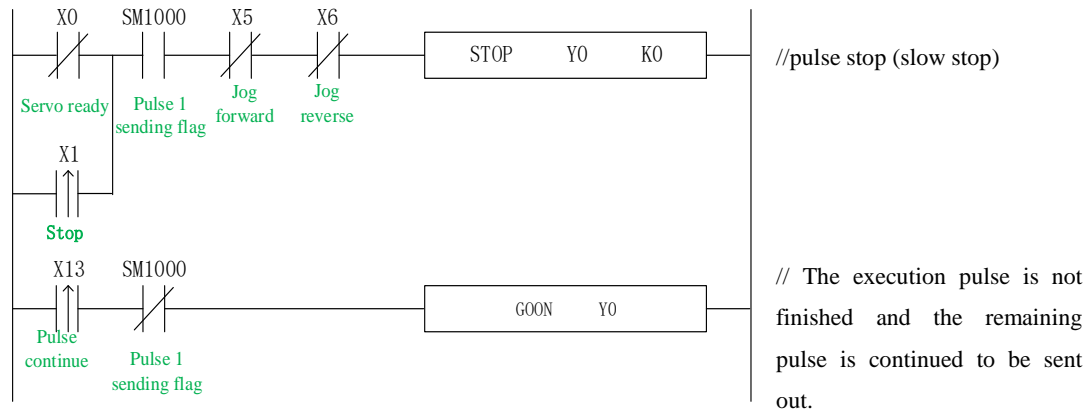 X0 SM1000 X5 X6
STOP Y0 K0
//pulse stop (slow stop)
Servo ready
Pulse 1
sending flag
Jog
forward
Jog
reverse
X1
Stop
X13 SM1000
GOON Y0
Pulse
continue
Pulse 1
sending flag
// The execution pulse is not
finished and the remaining
pulse is continued to be sent
out.